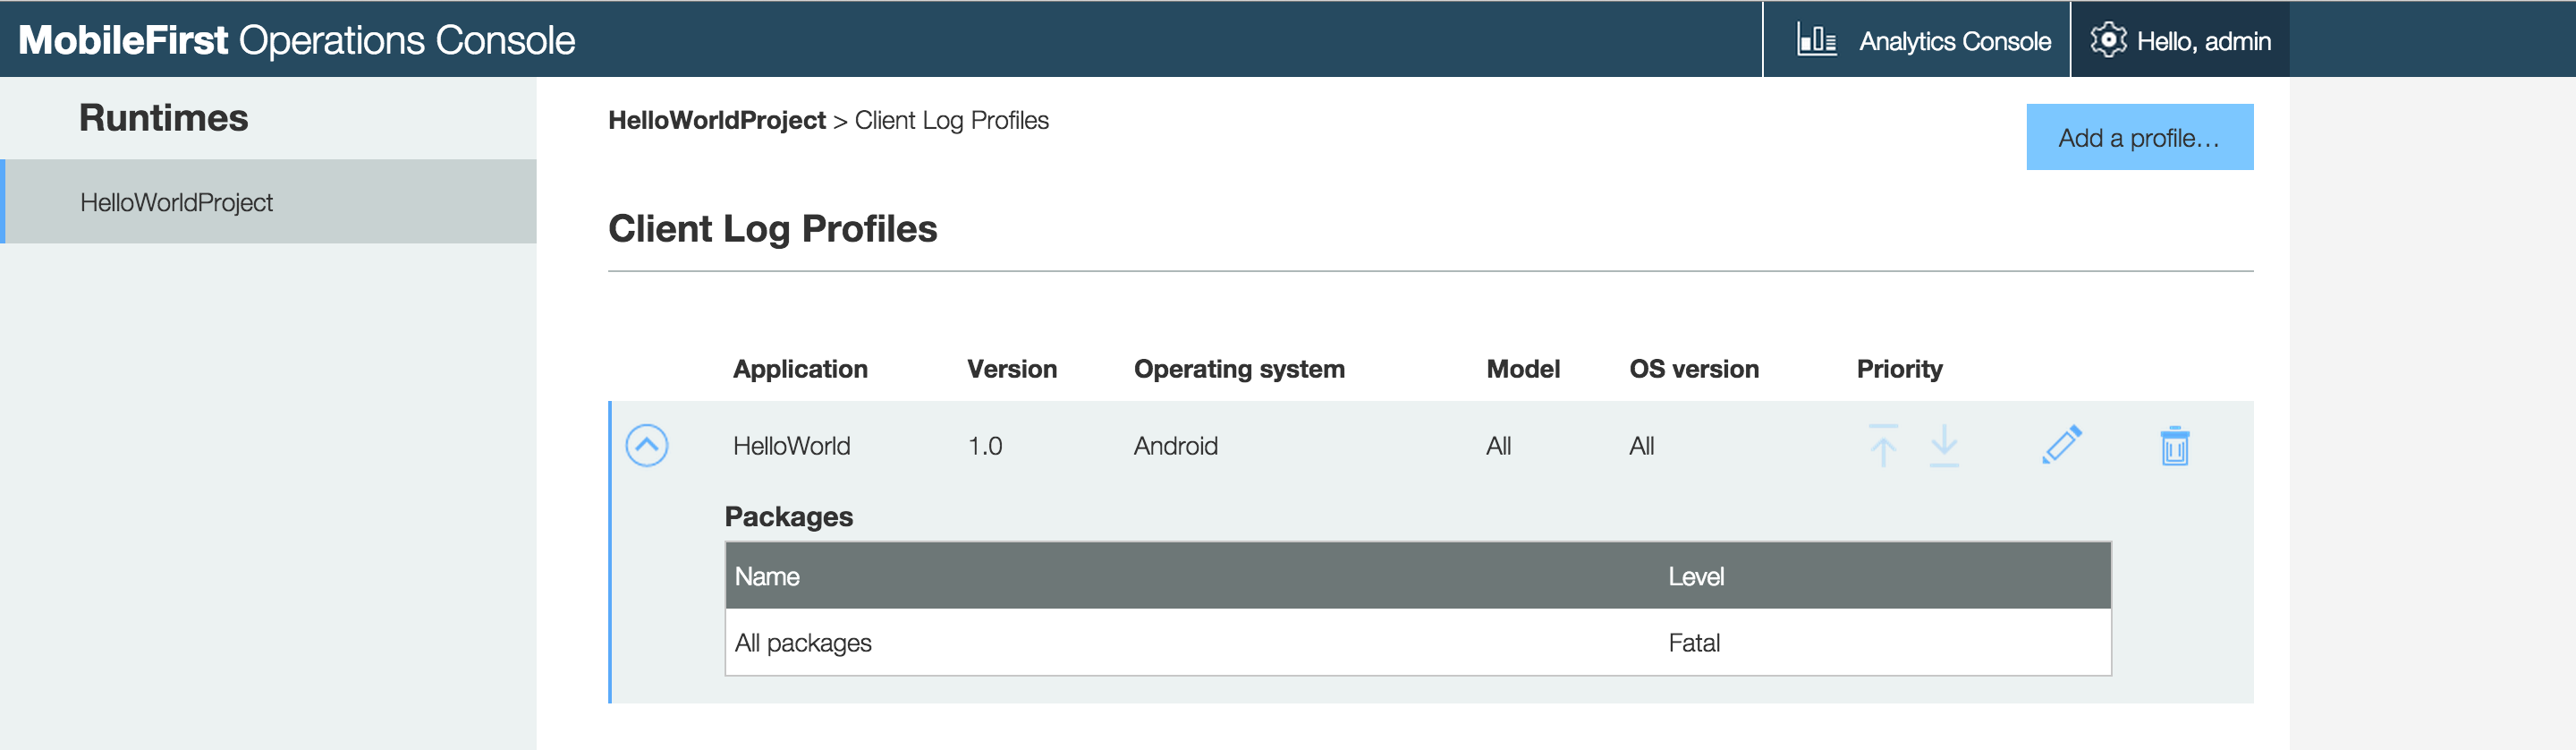 MobileFirst Operations Console
Analytics Console
Hello, admin
Runtimes
HelloWorldProject
HelloWorldProject > Client Log Profiles
Add a profile...
Client Log Profiles
Application Version Operating system Model OS version Priority
HelloWorld 1.0 Android All All
Packages
Name Level
All packages Fatal